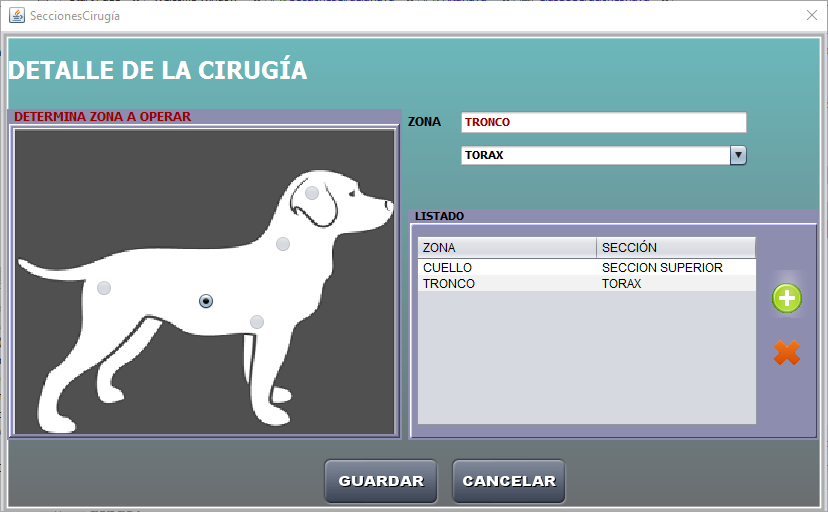 SeccionesCirugía
DETALLE DE LA CIRUGÍA
DETERMINA ZONA A OPERAR
ZONA
TRONCO
TORAX
LISTADO
ZONA SECCIÓN
CUELLO SECCION SUPERIOR
TRONCO TORAX
GUARDAR CANCELAR